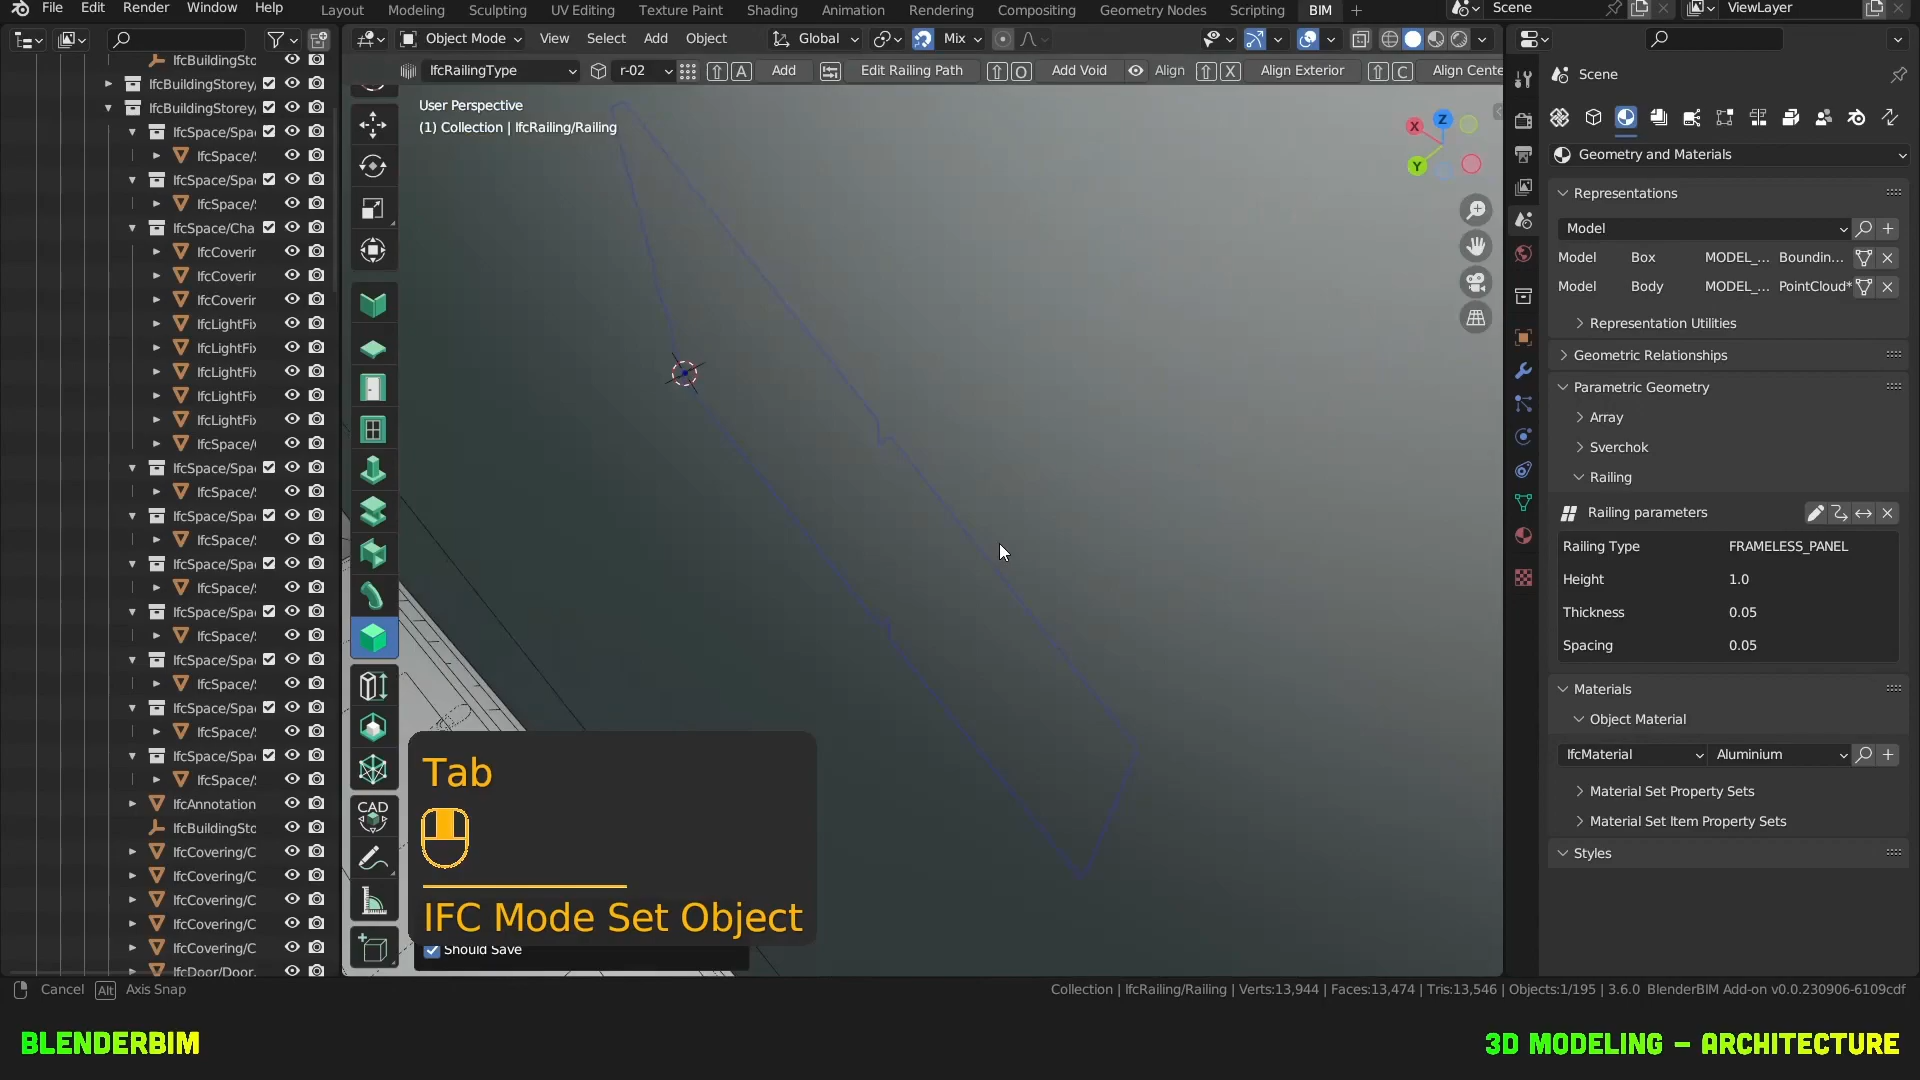 File Edit Render Window Help
Layout Modeling Sculpting UV Editing Texture Paint Shading Animation Rendering Compositing Geometry Nodes Scripting BIM +
Scene
ViewLayer
Object Mode View Select Add Object Global Mix
IfcRailingType r-02 A Add Edit Railing Path O Add Void Align X Align Exterior C Align Cente
User Perspective
(1) Collection | IfcRailing/Railing
X Z Y
IfcBuildingSto
IfcBuildingStorey/
IfcBuildingStorey/
IfcSpace/Spa
IfcSpace/S
IfcSpace/Spa
IfcSpace/S
IfcSpace/Cha
IfcCoverin
IfcCoverin
IfcCoverin
IfcLightFix
IfcLightFix
IfcLightFix
IfcLightFix
IfcLightFix
IfcSpace/
IfcSpace/Spa
IfcSpace/S
IfcSpace/Spa
IfcSpace/S
IfcSpace/Spa
IfcSpace/S
IfcSpace/Spa
IfcSpace/S
IfcSpace/Spa
IfcSpace/S
IfcSpace/Spa
IfcSpace/S
IfcSpace/Spa
IfcSpace/S
IfcAnnotation
IfcBuildingSto
IfcCovering/C
IfcCovering/C
IfcCovering/C
IfcCovering/C
IfcCovering/C
IfcDoor/Door.
CAD
Tab
IFC Mode Set Object
Should Save
Scene
Geometry and Materials
Representations
Model
Model Box MODEL_... Boundin...
Model Body MODEL_... PointCloud*
Representation Utilities
Geometric Relationships
Parametric Geometry
Array
Sverchok
Railing
Railing parameters
Railing Type FRAMELESS_PANEL
Height 1.0
Thickness 0.05
Spacing 0.05
Materials
Object Material
IfcMaterial Aluminium
Material Set Property Sets
Material Set Item Property Sets
Styles
Cancel Alt Axis Snap
Collection | IfcRailing/Railing | Verts:13,944 | Faces:13,474 | Tris:13,546 | Objects:1/195 | 3.6.0 BlenderBIM Add-on v0.0.230906-6109cdf
BLENDERBIM
3D MODELING - ARCHITECTURE